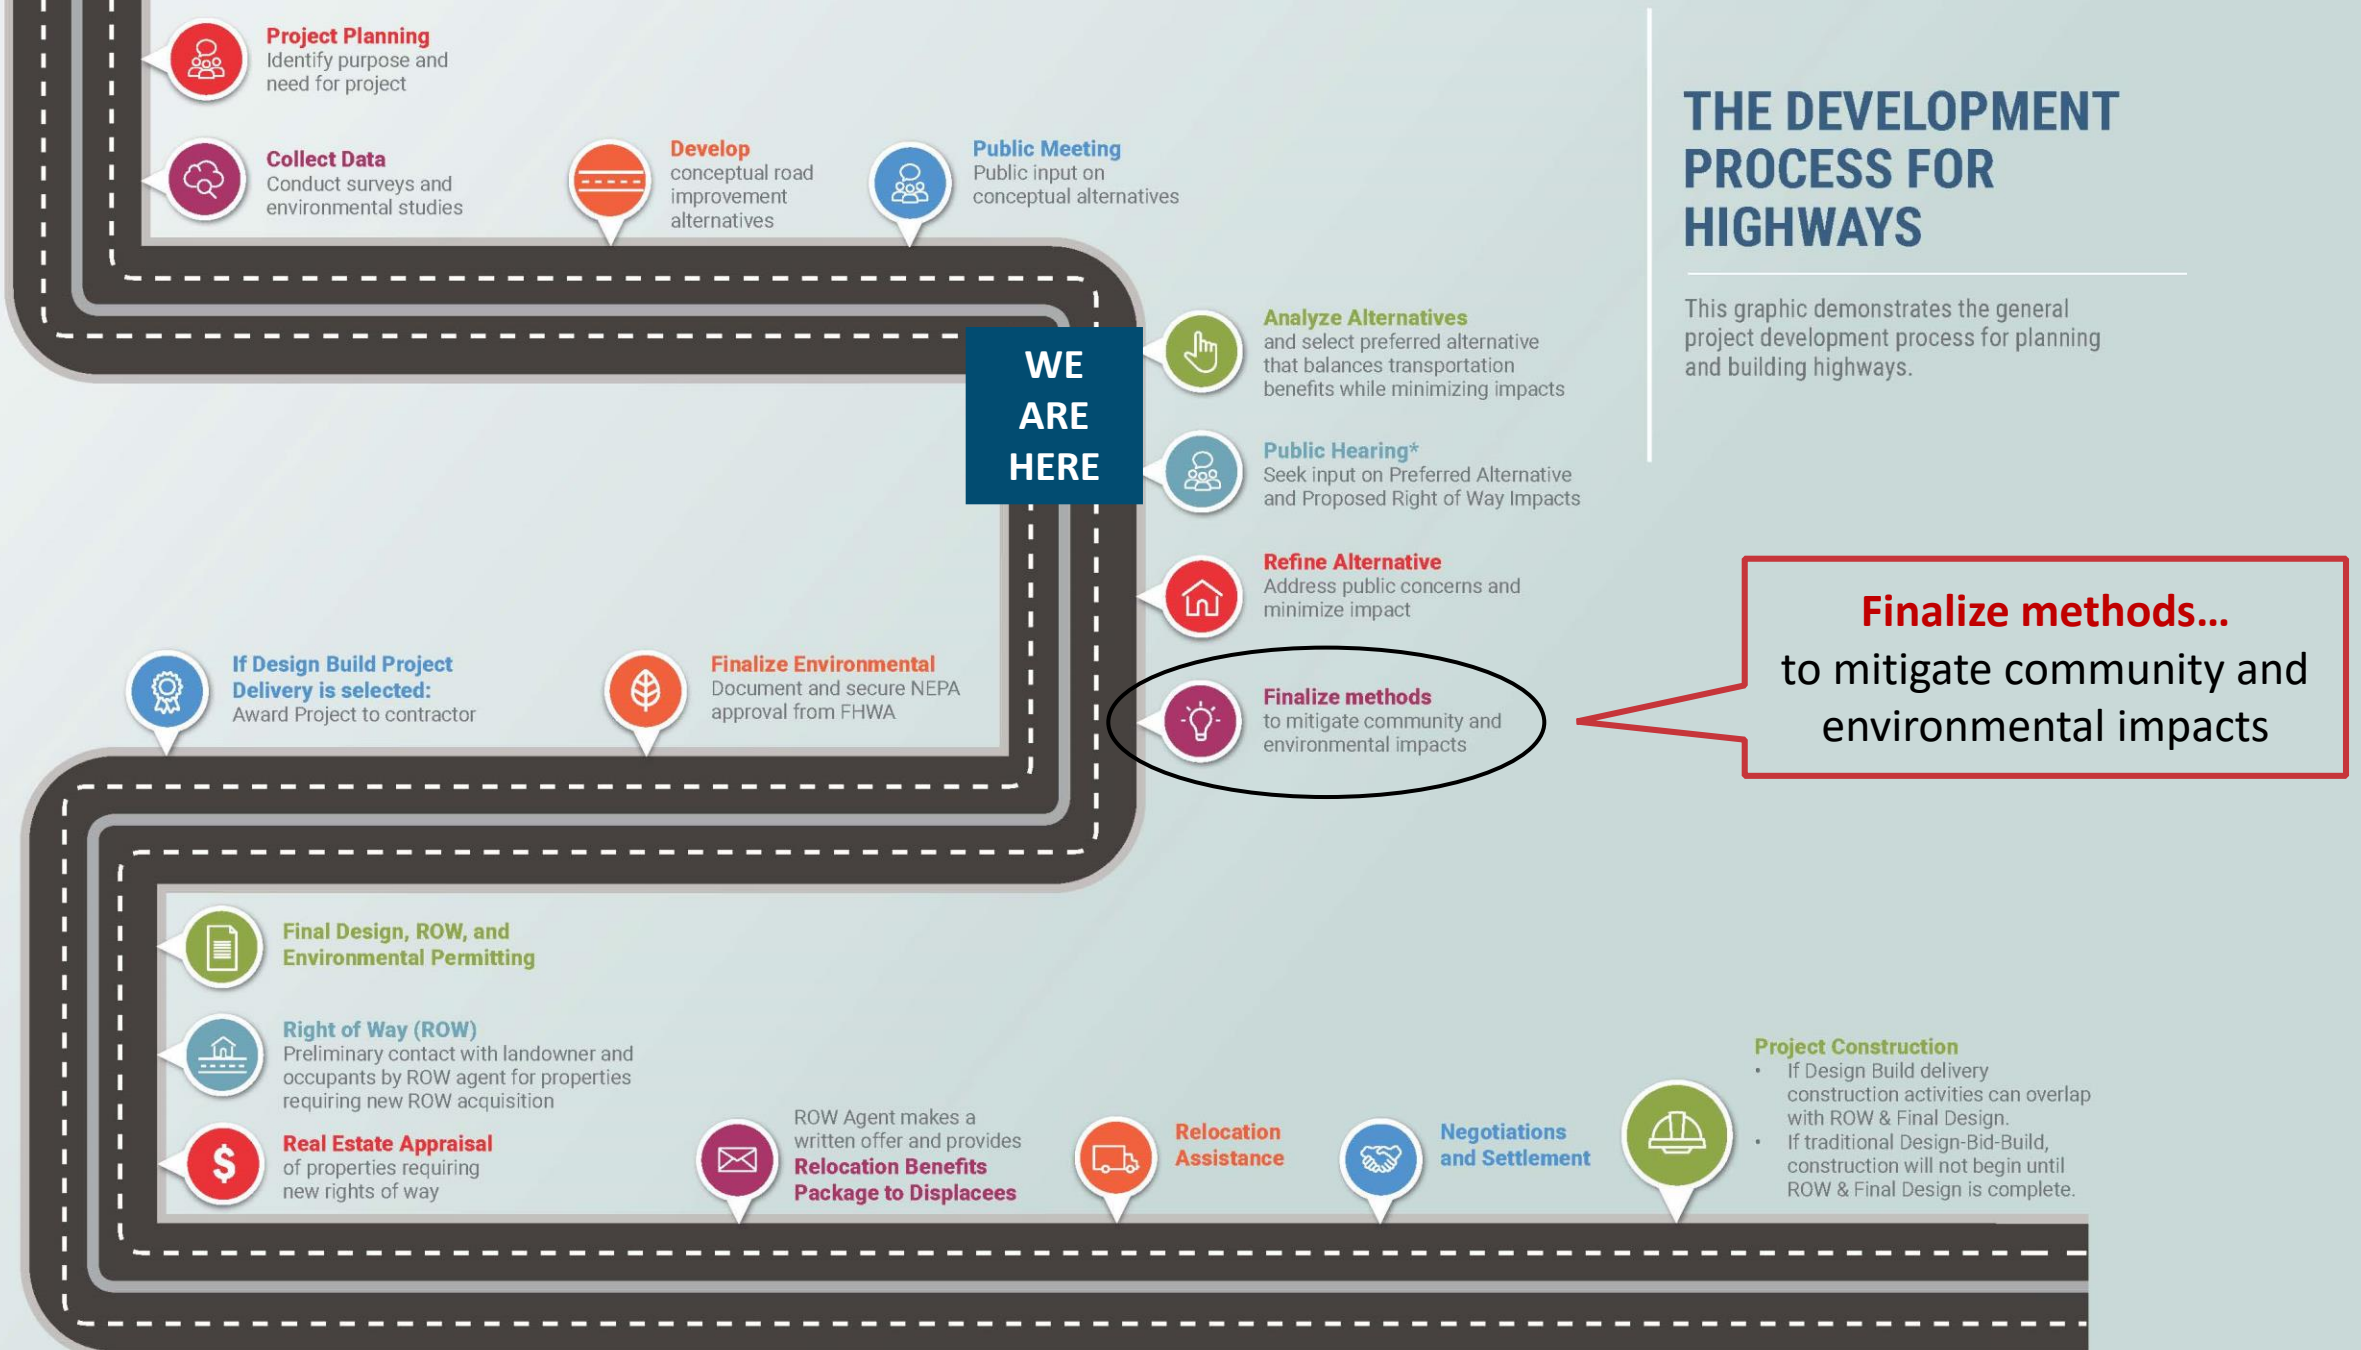 Project Planning
Identify purpose and
need for project
Collect Data
Conduct surveys and
environmental studies
Develop
conceptual road
improvement
alternatives
Public Meeting
Public input on
conceptual alternatives
THE DEVELOPMENT
PROCESS FOR
HIGHWAYS
This graphic demonstrates the general
project development process for planning
and building highways.
WE
ARE
HERE
Analyze Alternatives
and select preferred alternative
that balances transportation
benefits while minimizing impacts
Public Hearing*
Seek input on Preferred Alternative
and Proposed Right of Way Impacts
Refine Alternative
Address public concerns and
minimize impact
Finalize methods
to mitigate community and
environmental impacts
Finalize methods...
to mitigate community and
environmental impacts
Finalize Environmental
Document and secure NEPA
approval from FHWA
If Design Build Project
Delivery is selected:
Award Project to contractor
Final Design, ROW, and
Environmental Permitting
Right of Way (ROW)
Preliminary contact with landowner and
occupants by ROW agent for properties
requiring new ROW acquisition
Real Estate Appraisal
of properties requiring
new rights of way
$
ROW Agent makes a
written offer and provides
Relocation Benefits
Package to Displacees
Relocation
Assistance
Negotiations
and Settlement
Project Construction
• If Design Build delivery
construction activities can overlap
with ROW & Final Design.
• If traditional Design-Bid-Build,
construction will not begin until
ROW & Final Design is complete.